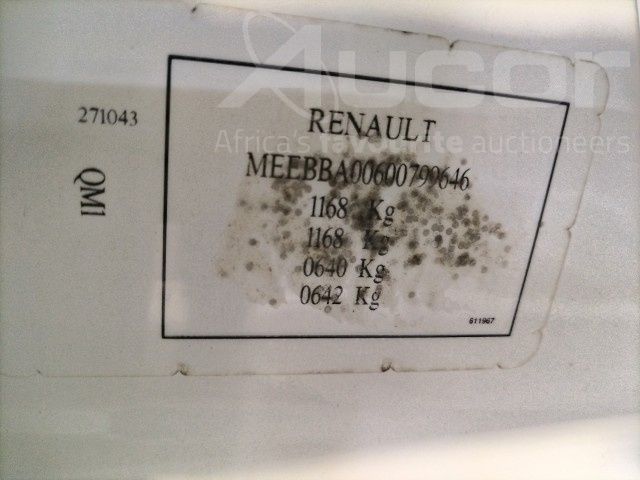 Aucor
Africa's favourite auctioneers
271043
QM1
RENAULT
MEEBBA00600799646
1168 Kg
1168 Kg
0640 Kg
0642 Kg
611967